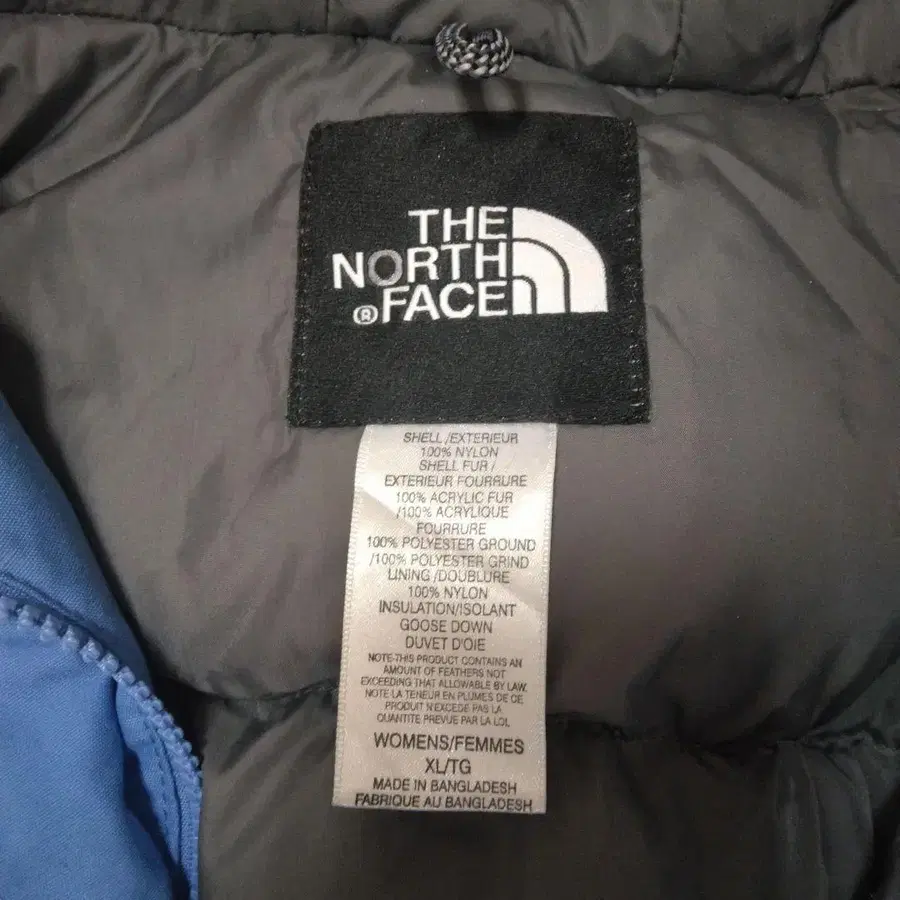 THE
NORTH
® FACE
SHELL/EXTERIEUR
100% NYLON
SHELL FUR /
EXTERIEUR FOURRURE
100% ACRYLIC FUR
/100% ACRYLIQUE
FOURRURE
100% POLYESTER GROUND
/100% POLYESTER GRIND
LINING /DOUBLURE
100% NYLON
INSULATION/ISOLANT
GOOSE DOWN
DUVET D'OIE
NOTE-THIS PRODUCT CONTAINS AN
AMOUNT OF FEATHERS NOT
EXCEEDING THAT ALLOWABLE BY LAW.
NOTE LA TENEUR EN PLUMES DE CE
PRODUIT N'EXCEDE PAS LA
QUANTITE PREVUE PAR LA LOI.
WOMENS/FEMMES
XL/TG
MADE IN BANGLADESH
FABRIQUE AU BANGLADESH